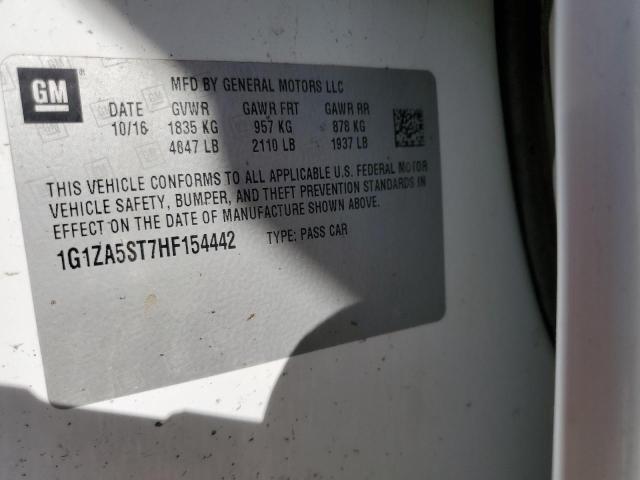 GM
MFD BY GENERAL MOTORS LLC
DATE GVWR GAWR FRT GAWR RR
10/16 1835 KG 957 KG 878 KG
4047 LB 2110 LB 1937 LB
THIS VEHICLE CONFORMS TO ALL APPLICABLE U.S. FEDERAL MOTOR
VEHICLE SAFETY, BUMPER, AND THEFT PREVENTION STANDARDS IN
EFFECT ON THE DATE OF MANUFACTURE SHOWN ABOVE.
1G1ZA5ST7HF154442 TYPE: PASS CAR